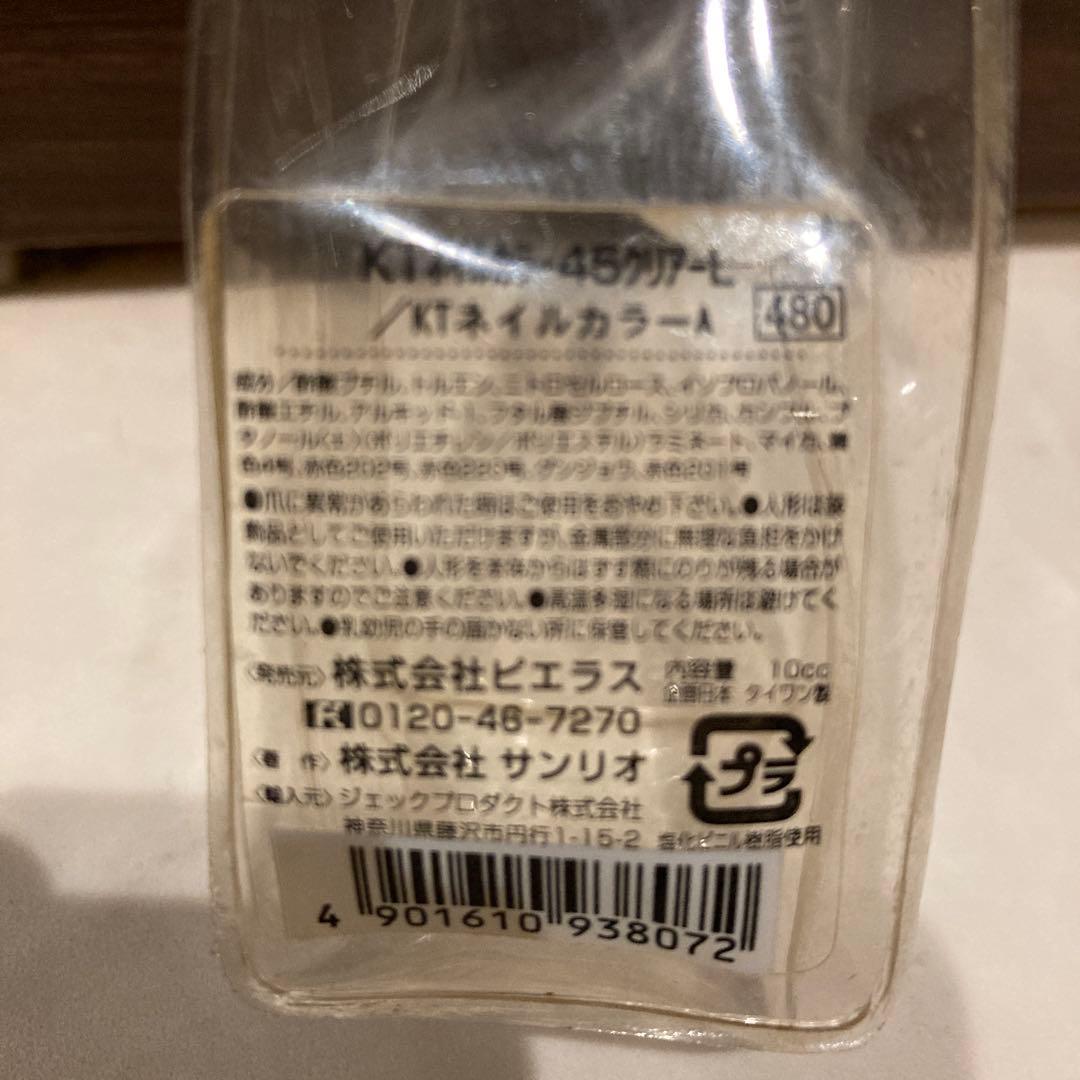 45クリアーヒ
/KTネイルカラーA 480
成分/酢酸ブチル、トルエン、ニトロセルロース、イソプロパノール、
酢酸エチル、アルキッド、フタル酸ジブチル、シリカ、カンフル、ブ
タノール、(ポリエチレン/ポリエステル)ラミネート、マイカ、黄
色4号、赤色202号、赤色220号、グンジョウ、赤色201号
●爪に異常があらわれた場はご使用をおやめ下さい。●人形は装
飾品としてご使用いただけますが、金属部分に無理な負担をかけ
ないでください。●人形を本体からはずす際にのりが残る場合が
ありますのでご注意ください。●高温多湿になる場所は避けてく
ださい。●乳幼児の手の届かない所に保管してください。
〈発売元〉株式会社ピエラス 内容量 10cc
0120-46-7270 企画日本 タイワン製
〈著 作〉株式会社 サンリオ プラ
〈輸入元〉ジェックプロダクト株式会社
神奈川県藤沢市円行1-15-2 塩化ビニル樹脂使用
4 901610 938072